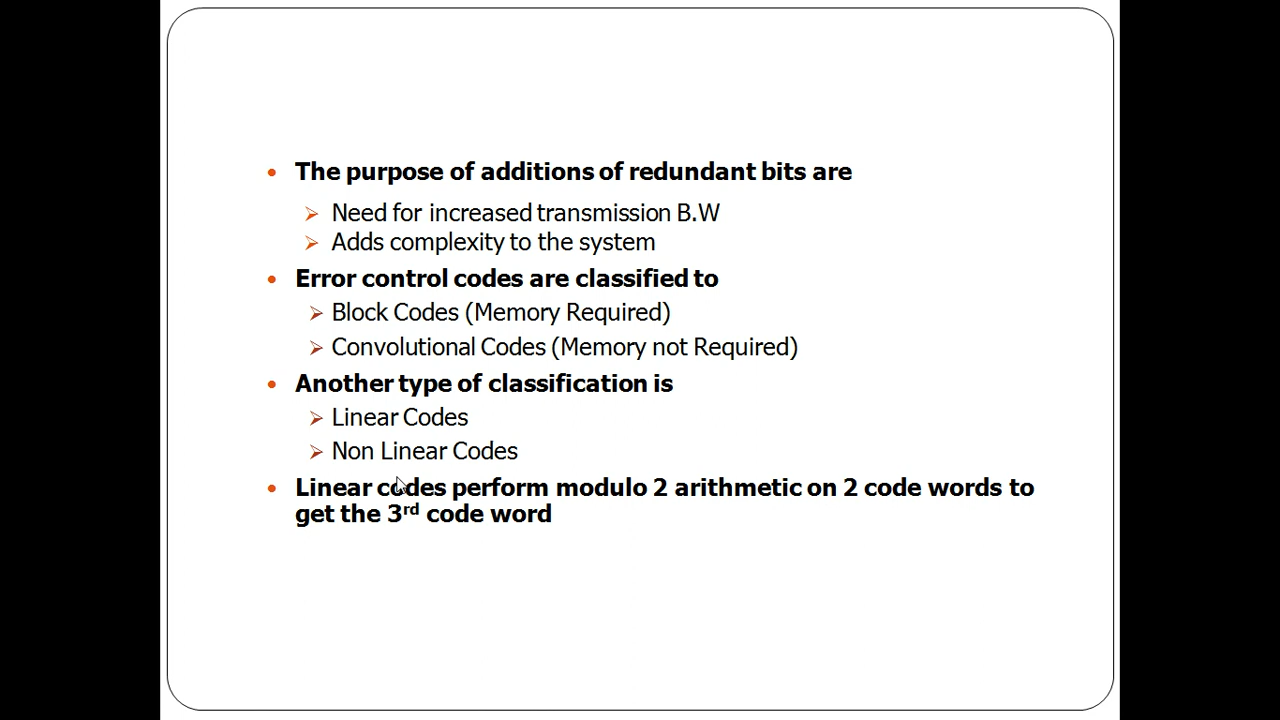 The purpose of additions of redundant bits are
Need for increased transmission B.W
Adds complexity to the system
Error control codes are classified to
Block Codes (Memory Required)
Convolutional Codes (Memory not Required)
Another type of classification is
Linear Codes
Non Linear Codes
Linear codes perform modulo 2 arithmetic on 2 code words to
get the 3rd code word